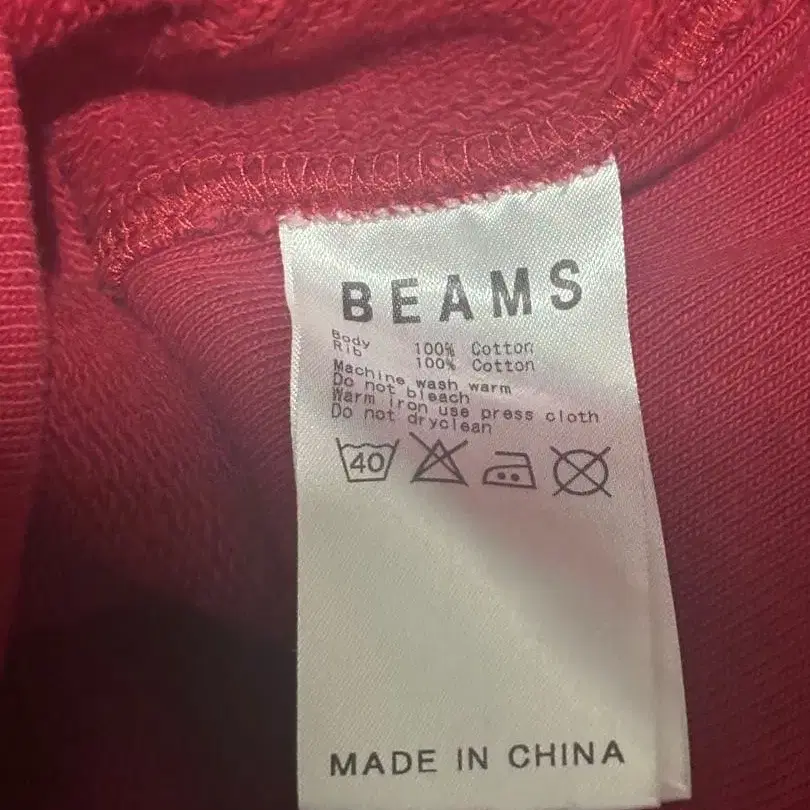 BEAMS
Body 100% Cotton
Rib 100% Cotton
Machine wash warm
Do not bleach
Warm iron use press cloth
Do not dryclean
40
MADE IN CHINA